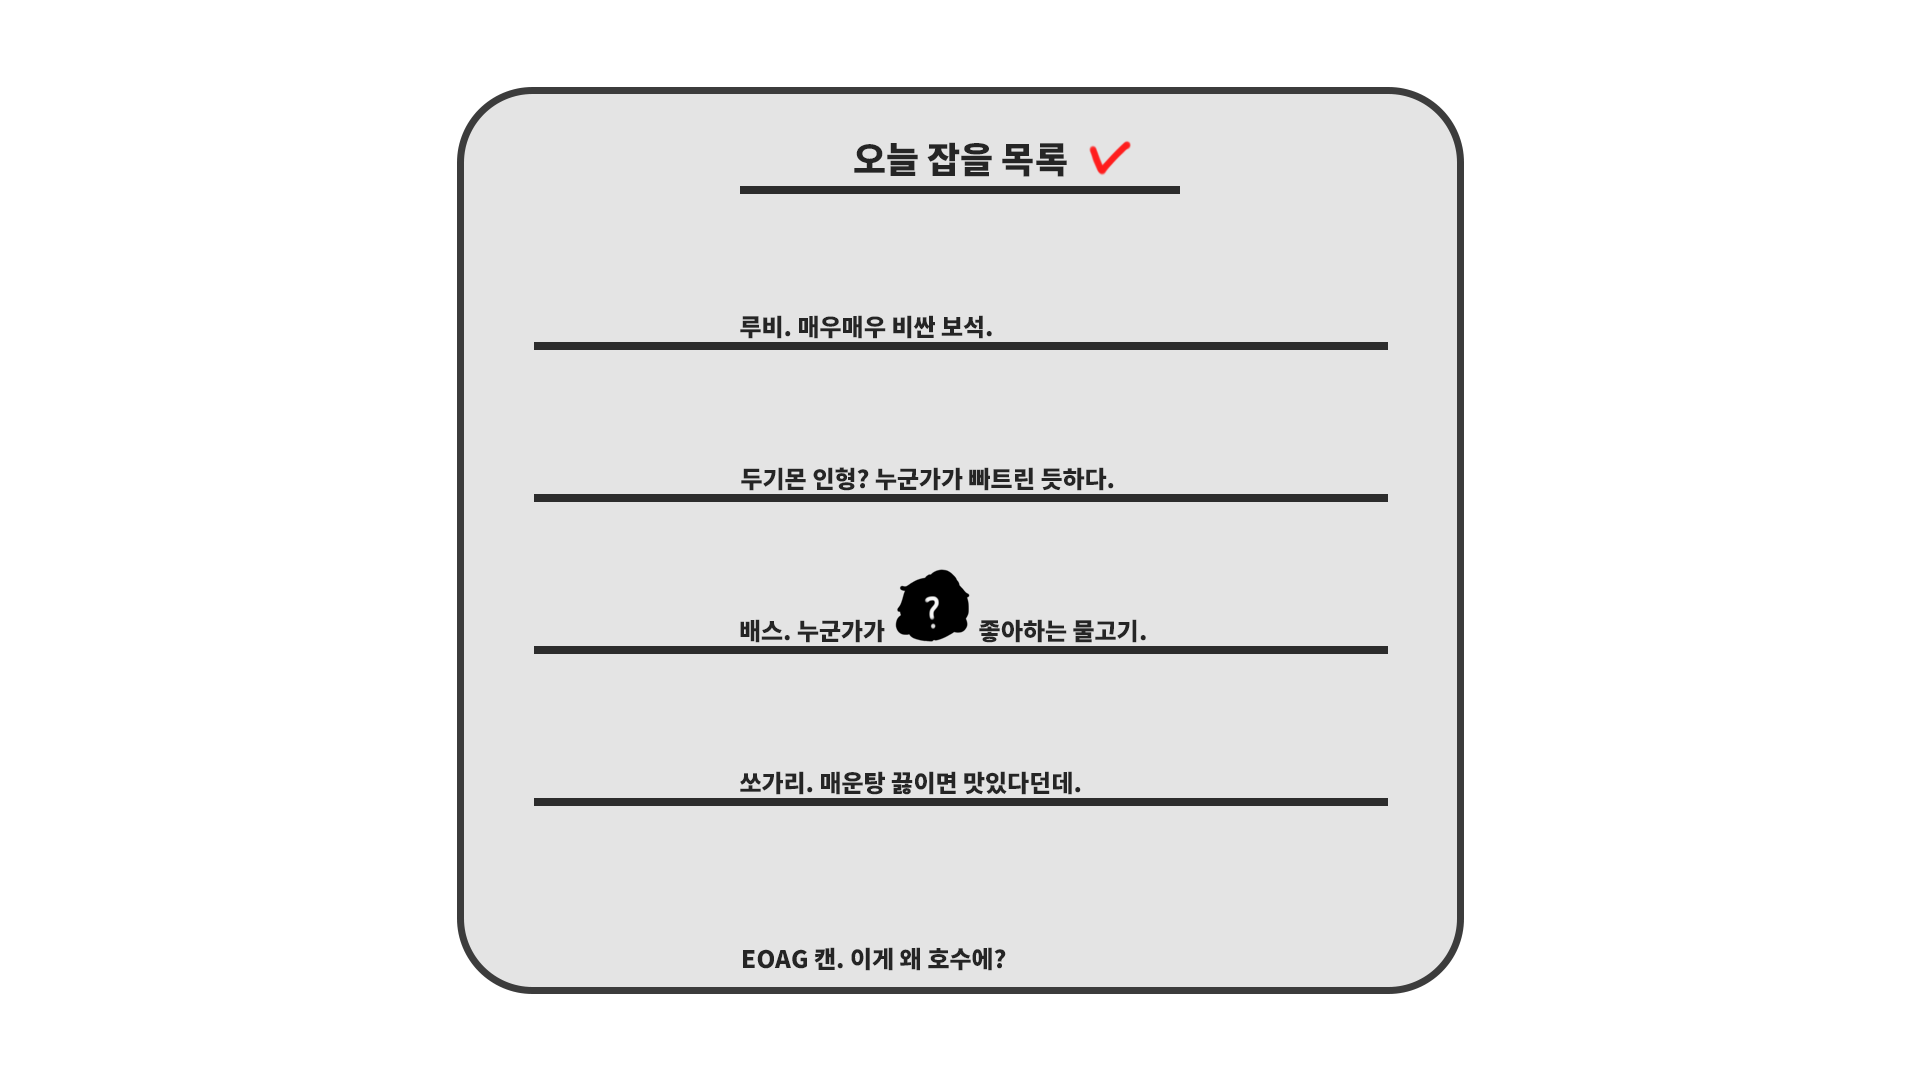 오늘 잡을 목록
루비. 매우매우 비싼 보석.
두기몬 인형? 누군가가 빠트린 듯하다.
배스. 누군가가 ? 좋아하는 물고기.
쏘가리. 매운탕 끓이면 맛있다던데.
EOAG 캔. 이게 왜 호수에?